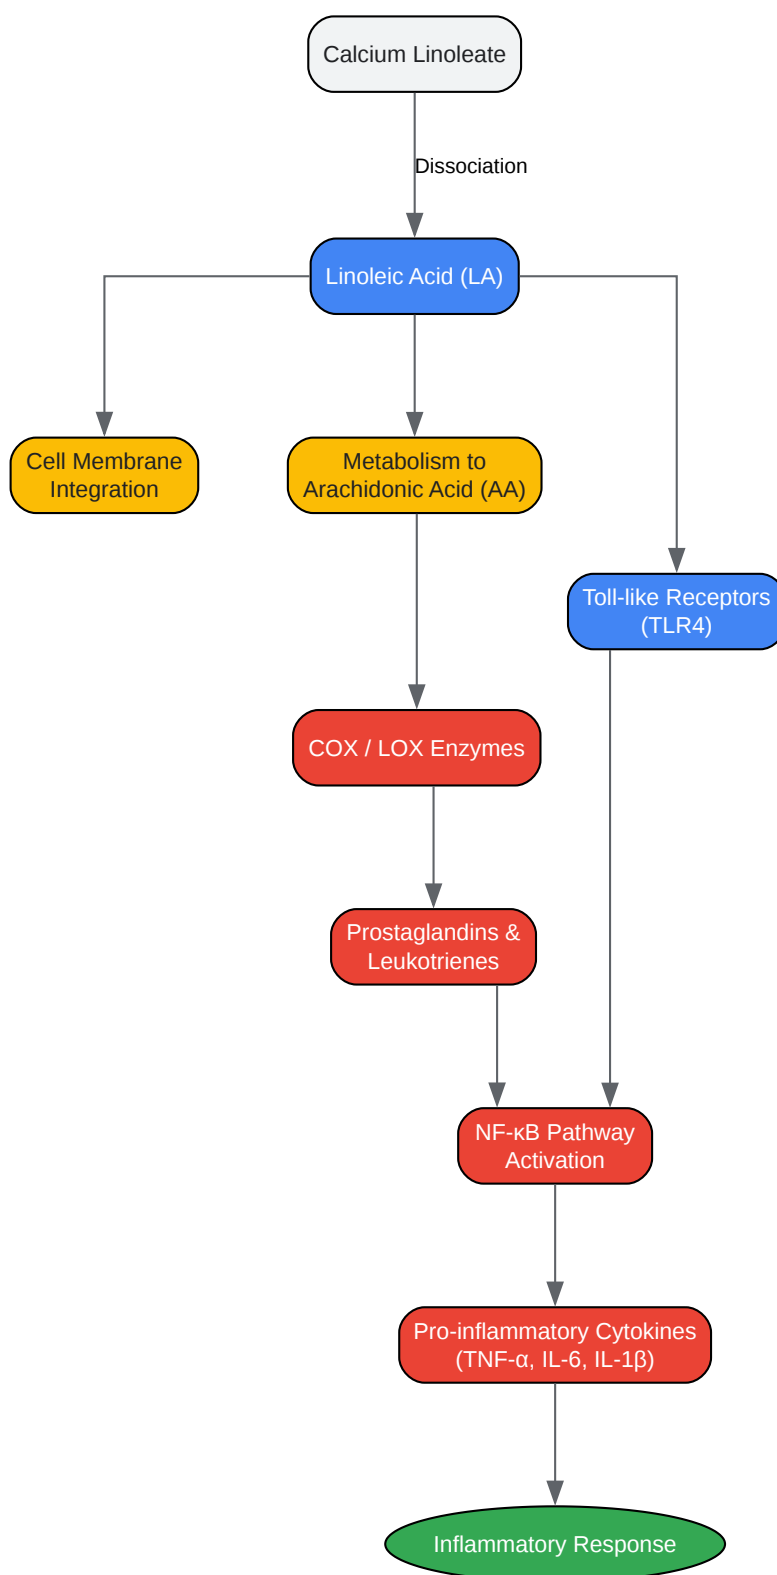 Calcium Linoleate
Dissociation
Linoleic Acid (LA)
Cell Membrane
Integration
Metabolism to
Arachidonic Acid (AA)
Toll-like Receptors
(TLR4)
COX / LOX Enzymes
Prostaglandins &
Leukotrienes
NF-κB Pathway
Activation
Pro-inflammatory Cytokines
(TNF-α, IL-6, IL-1β)
Inflammatory Response